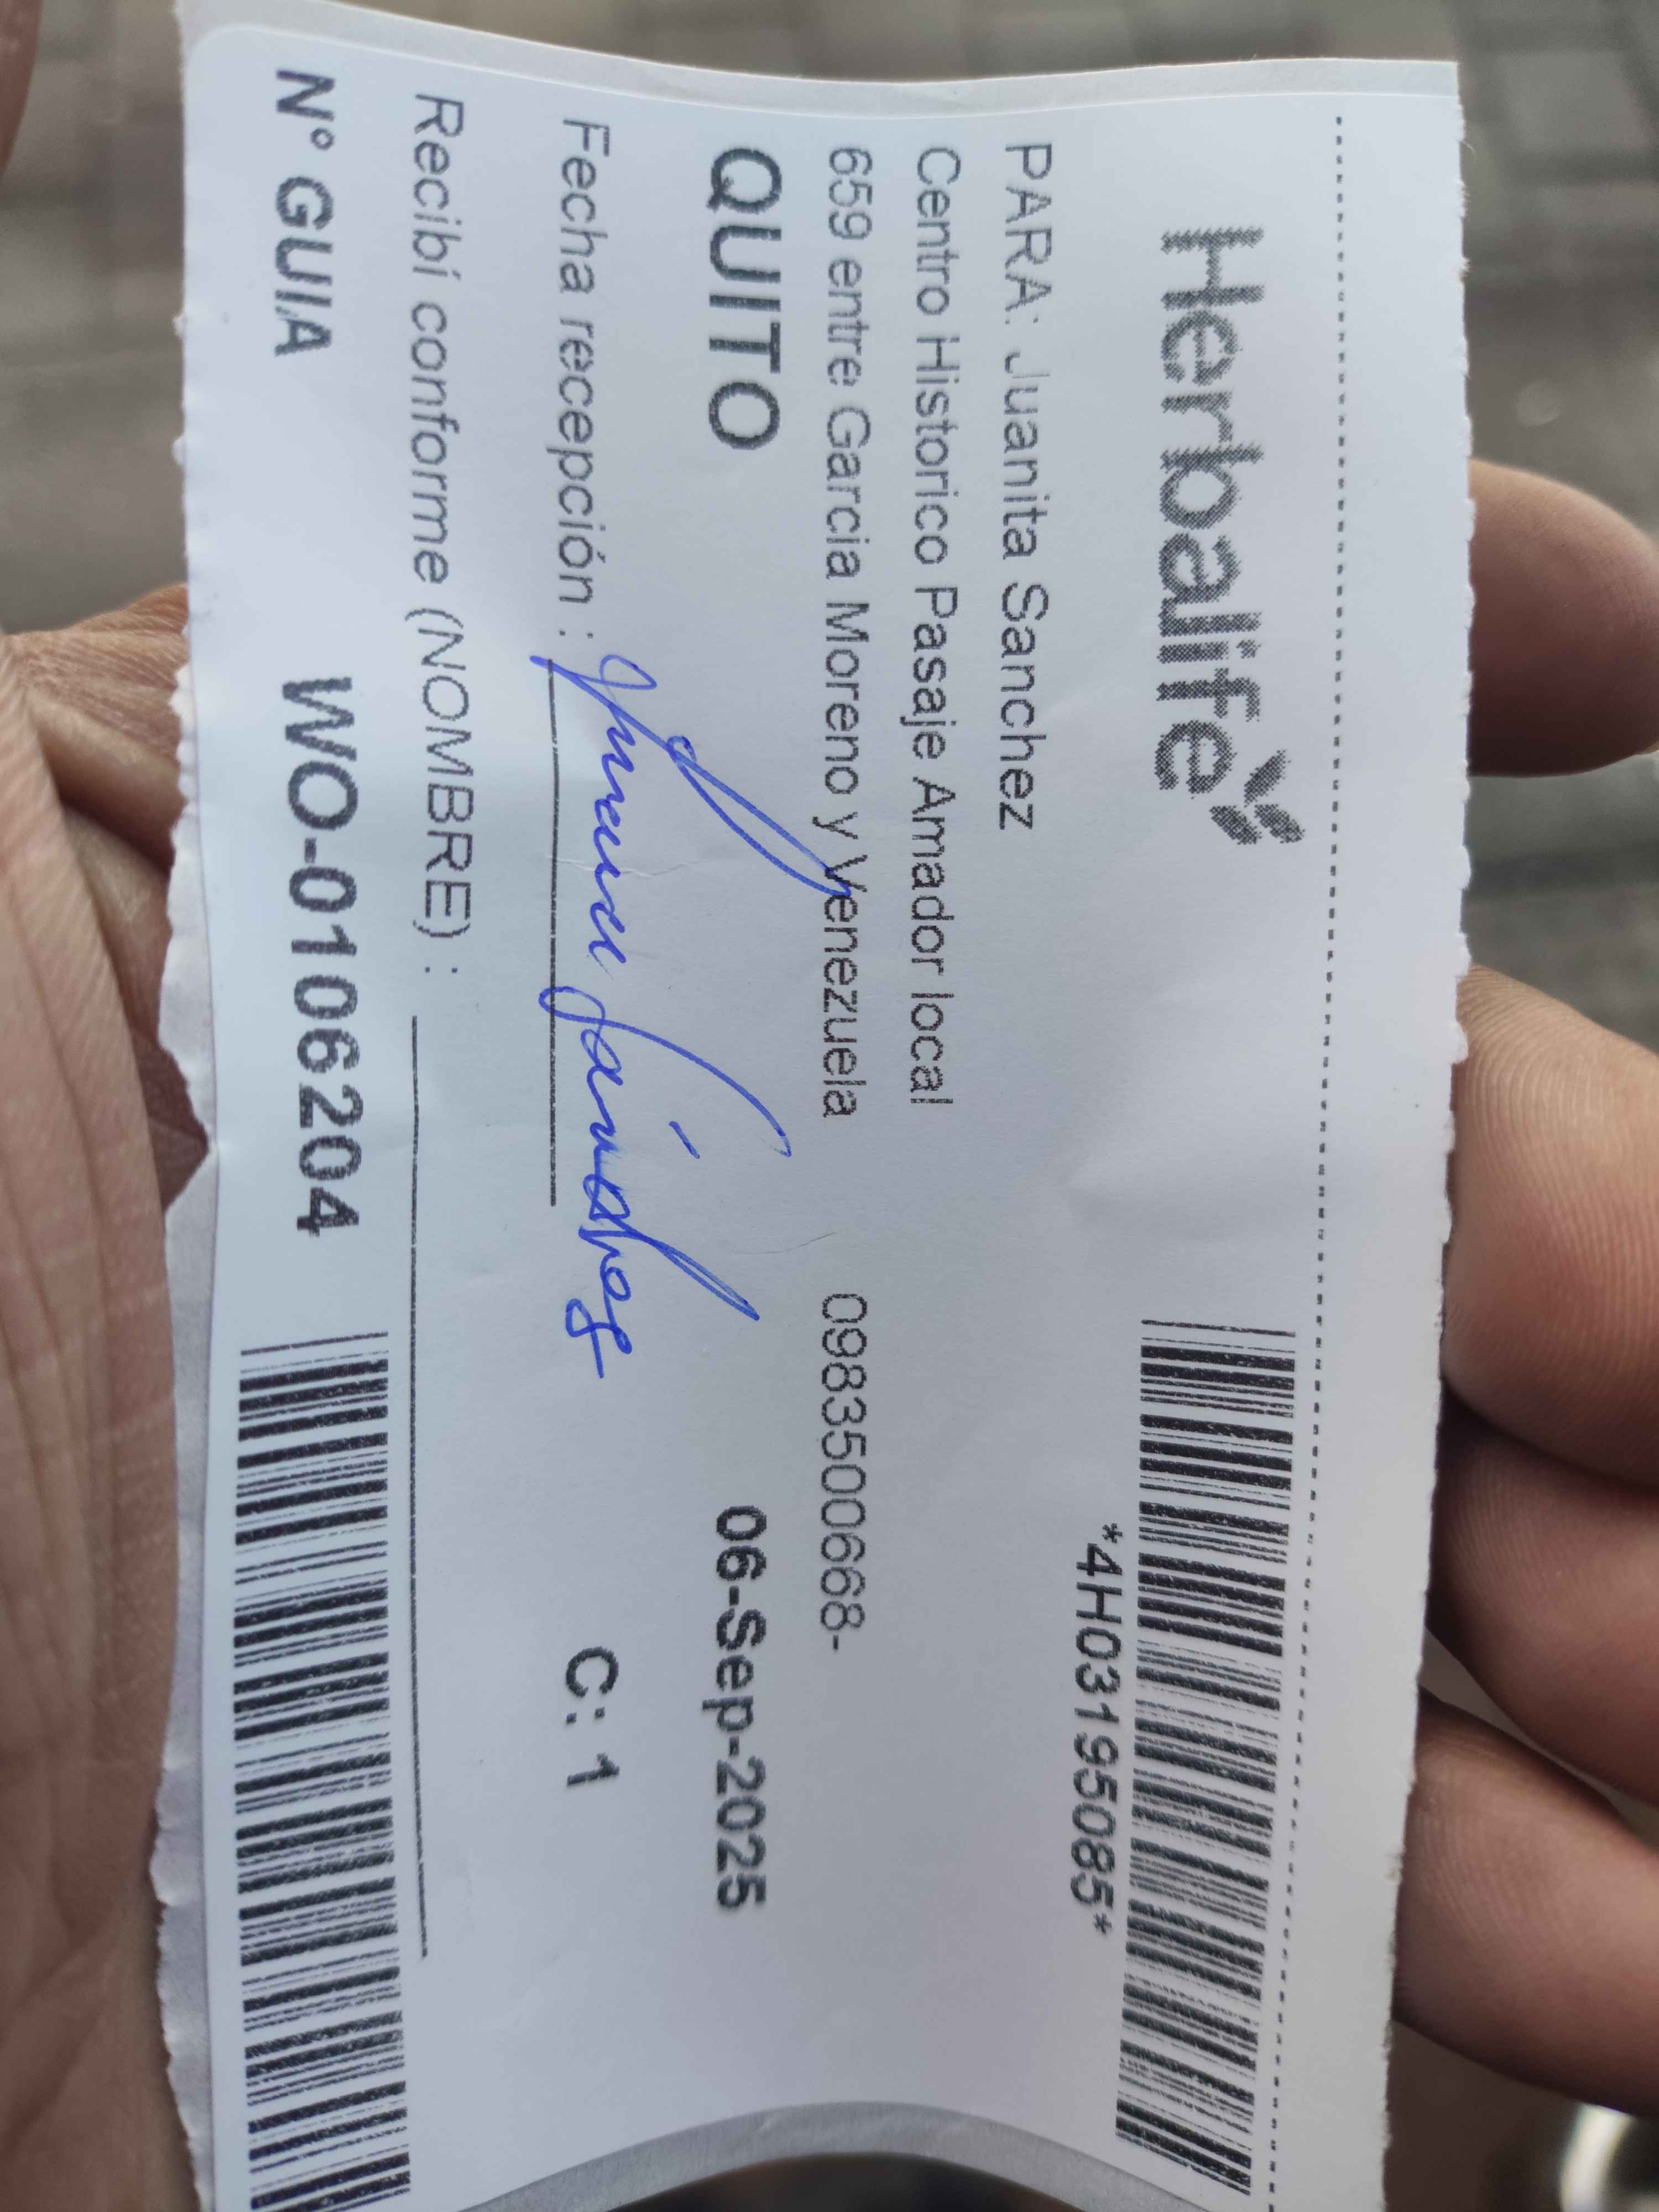 Herbalife
*4H03195085*
PARA: Juanita Sanchez
Centro Historico Pasaje Amador local
659 entre Garcia Moreno y Venezuela 0983500668-
QUITO 06-Sep-2025
Fecha recepción :
C: 1
Recibí conforme (NOMBRE) :
N° GUIA WO-0106204